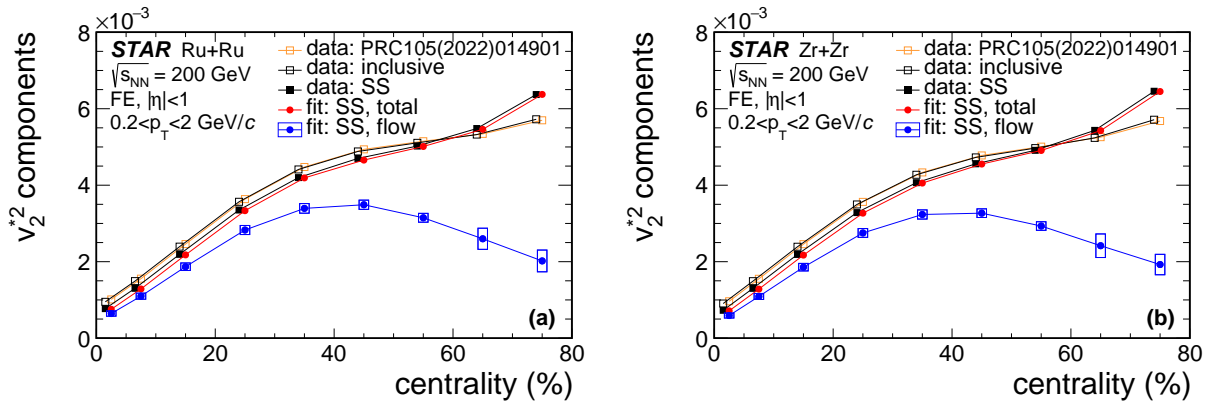 ×10⁻³
8
6
4
2
0
v₂*² components
STAR Ru+Ru
√sNN = 200 GeV
FE, |η|<1
0.2<pT<2 GeV/c
data: PRC105(2022)014901
data: inclusive
data: SS
fit: SS, total
fit: SS, flow
(a)
0 20 40 60 80
centrality (%)
×10⁻³
8
6
4
2
0
v₂*² components
STAR Zr+Zr
√sNN = 200 GeV
FE, |η|<1
0.2<pT<2 GeV/c
data: PRC105(2022)014901
data: inclusive
data: SS
fit: SS, total
fit: SS, flow
(b)
0 20 40 60 80
centrality (%)